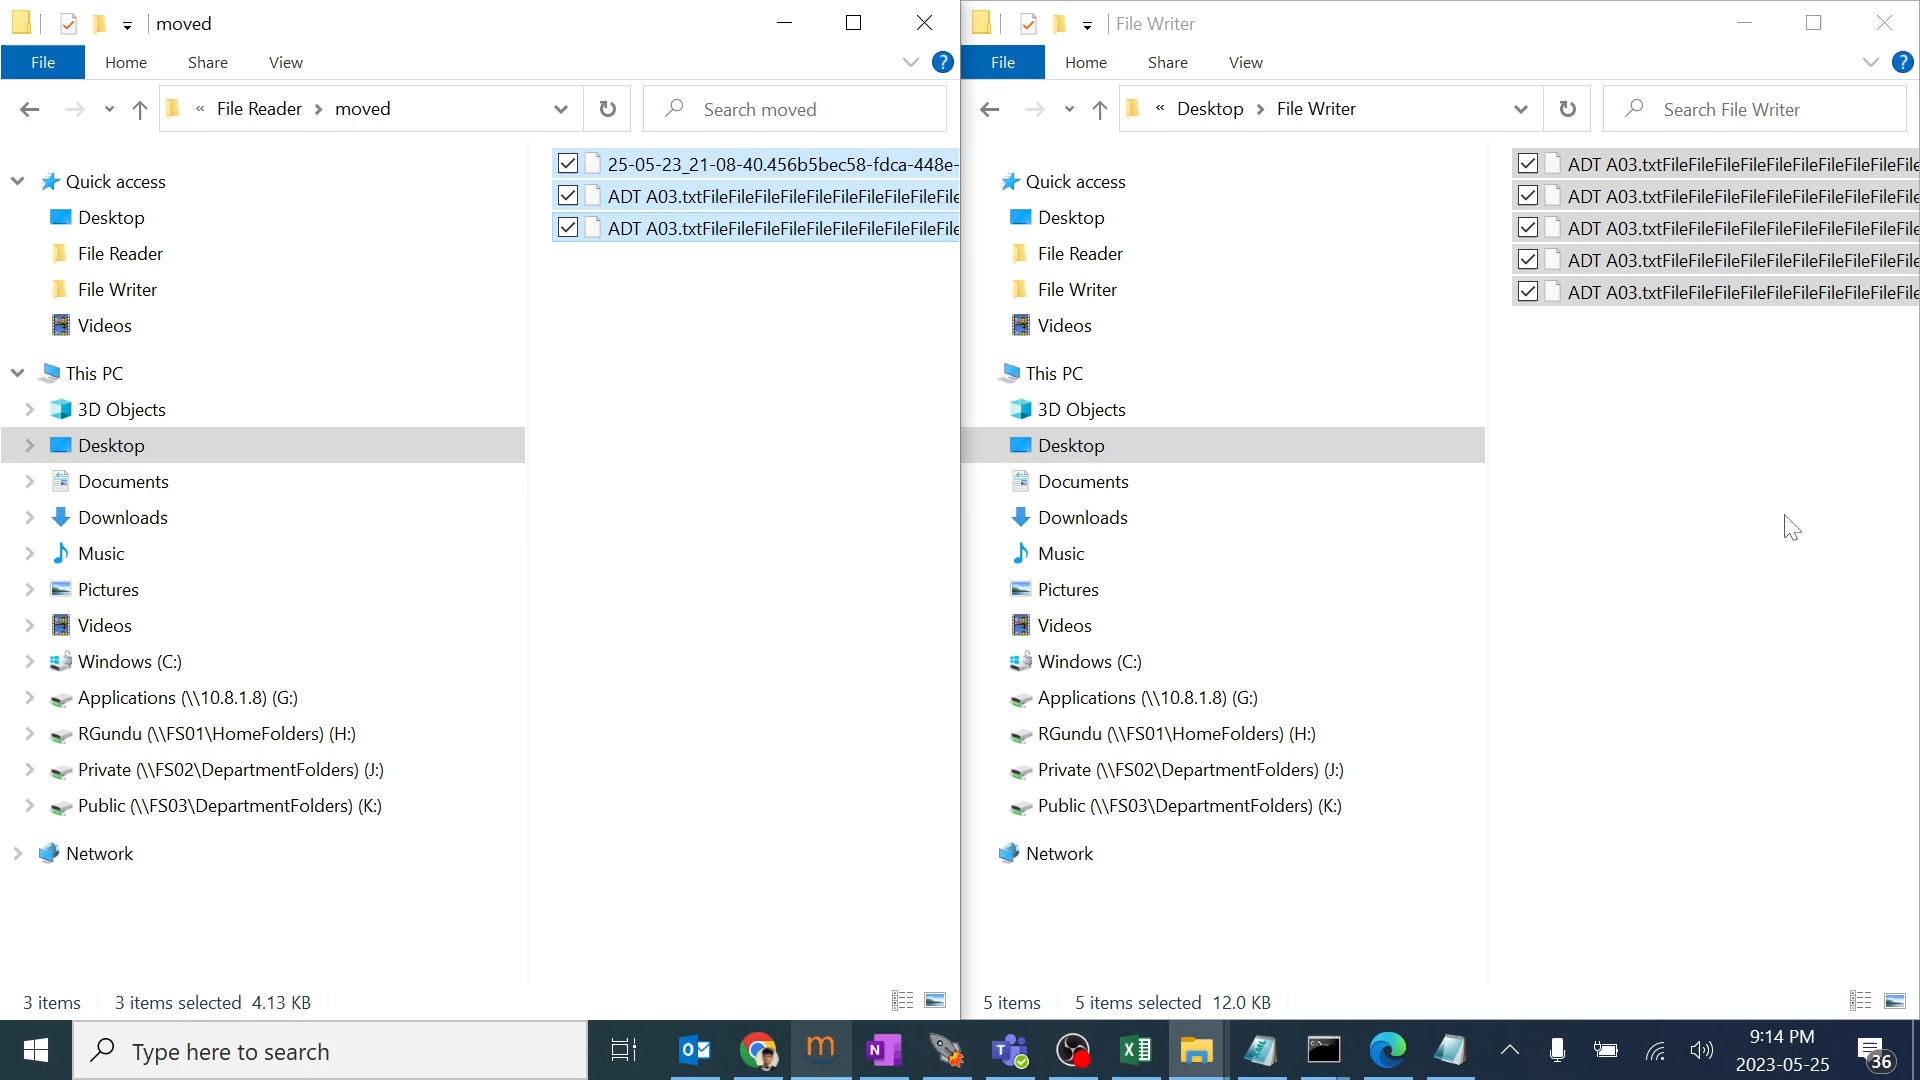 moved
File Home Share View
« File Reader > moved
Search moved
Quick access
Desktop
File Reader
File Writer
Videos
This PC
3D Objects
Desktop
Documents
Downloads
Music
Pictures
Videos
Windows (C:)
Applications (\\10.8.1.8) (G:)
RGundu (\\FS01\HomeFolders) (H:)
Private (\\FS02\DepartmentFolders) (J:)
Public (\\FS03\DepartmentFolders) (K:)
Network
25-05-23_21-08-40.456b5bec58-fdca-448e-
ADT A03.txtFileFileFileFileFileFileFileFileFileFile
ADT A03.txtFileFileFileFileFileFileFileFileFileFile
3 items 3 items selected 4.13 KB
File Writer
File Home Share View
« Desktop > File Writer
Search File Writer
Quick access
Desktop
File Reader
File Writer
Videos
This PC
3D Objects
Desktop
Documents
Downloads
Music
Pictures
Videos
Windows (C:)
Applications (\\10.8.1.8) (G:)
RGundu (\\FS01\HomeFolders) (H:)
Private (\\FS02\DepartmentFolders) (J:)
Public (\\FS03\DepartmentFolders) (K:)
Network
ADT A03.txtFileFileFileFileFileFileFileFileFileFile
ADT A03.txtFileFileFileFileFileFileFileFileFileFile
ADT A03.txtFileFileFileFileFileFileFileFileFileFile
ADT A03.txtFileFileFileFileFileFileFileFileFileFile
ADT A03.txtFileFileFileFileFileFileFileFileFileFile
5 items 5 items selected 12.0 KB
Type here to search
9:14 PM
2023-05-25
36